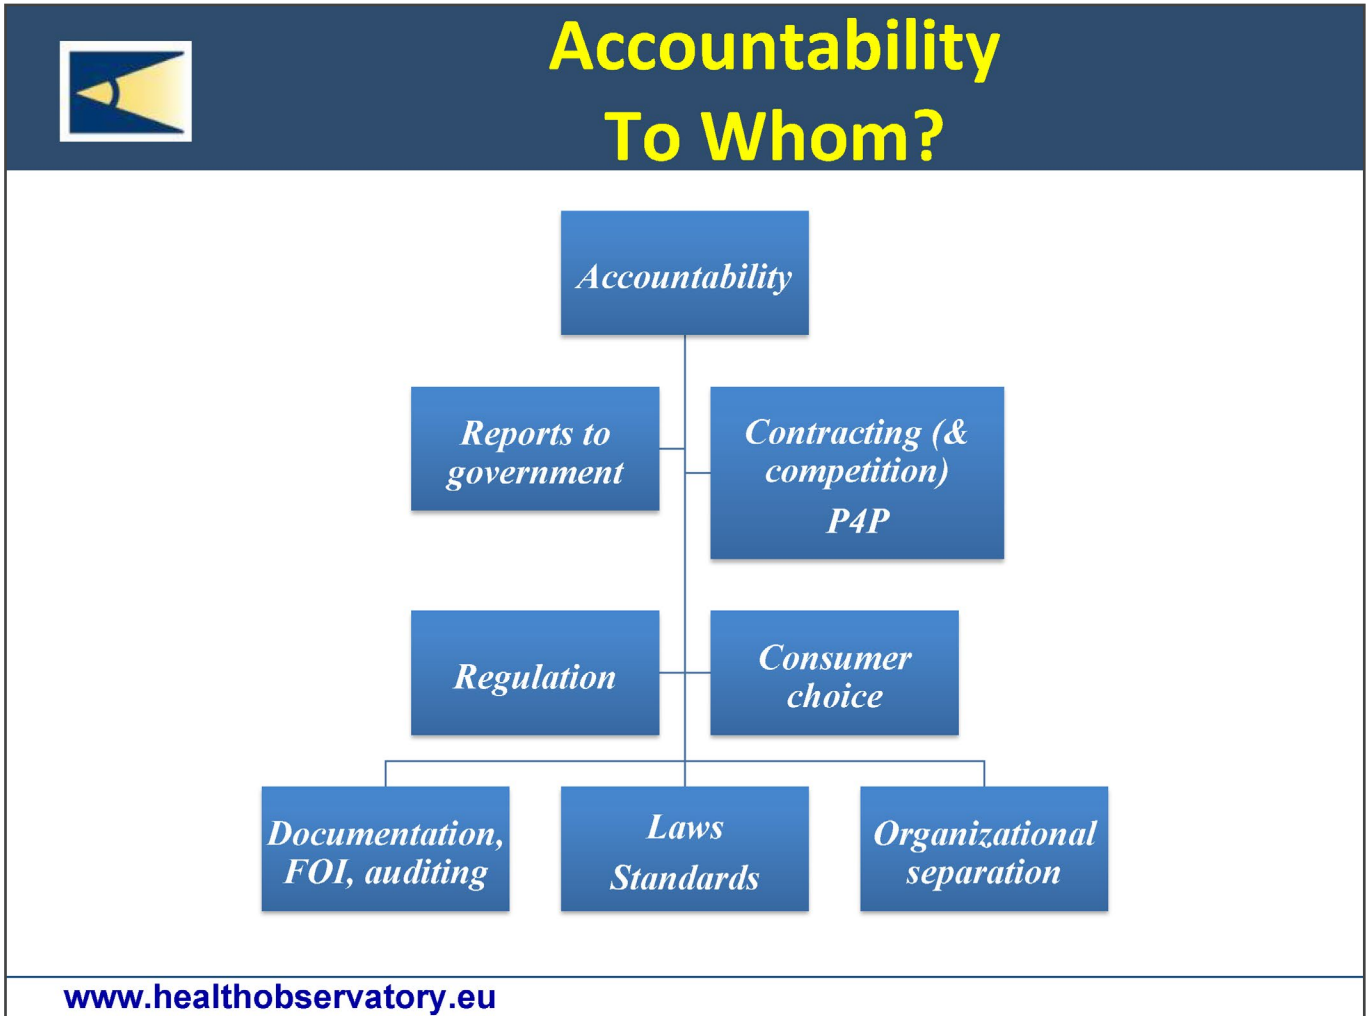 Accountability
To Whom?
Accountability
Reports to
government
Contracting (&
competition)
P4P
Regulation
Consumer
choice
Documentation,
FOI, auditing
Laws
Standards
Organizational
separation
www.healthobservatory.eu